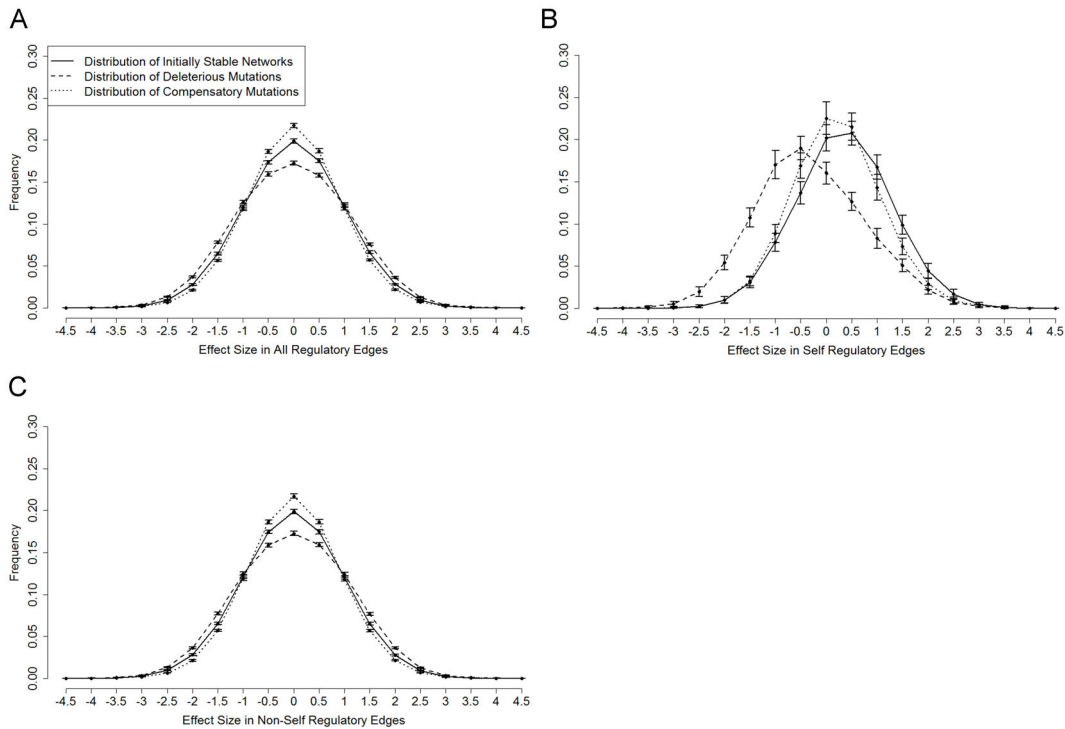 A
Frequency
0.00 0.05 0.10 0.15 0.20 0.25 0.30
Distribution of Initially Stable Networks
Distribution of Deleterious Mutations
Distribution of Compensatory Mutations
-4.5 -4 -3.5 -3 -2.5 -2 -1.5 -1 -0.5 0 0.5 1 1.5 2 2.5 3 3.5 4 4.5
Effect Size in All Regulatory Edges
B
Frequency
0.00 0.05 0.10 0.15 0.20 0.25 0.30
-4.5 -4 -3.5 -3 -2.5 -2 -1.5 -1 -0.5 0 0.5 1 1.5 2 2.5 3 3.5 4 4.5
Effect Size in Self Regulatory Edges
C
Frequency
0.00 0.05 0.10 0.15 0.20 0.25 0.30
-4.5 -4 -3.5 -3 -2.5 -2 -1.5 -1 -0.5 0 0.5 1 1.5 2 2.5 3 3.5 4 4.5
Effect Size in Non-Self Regulatory Edges